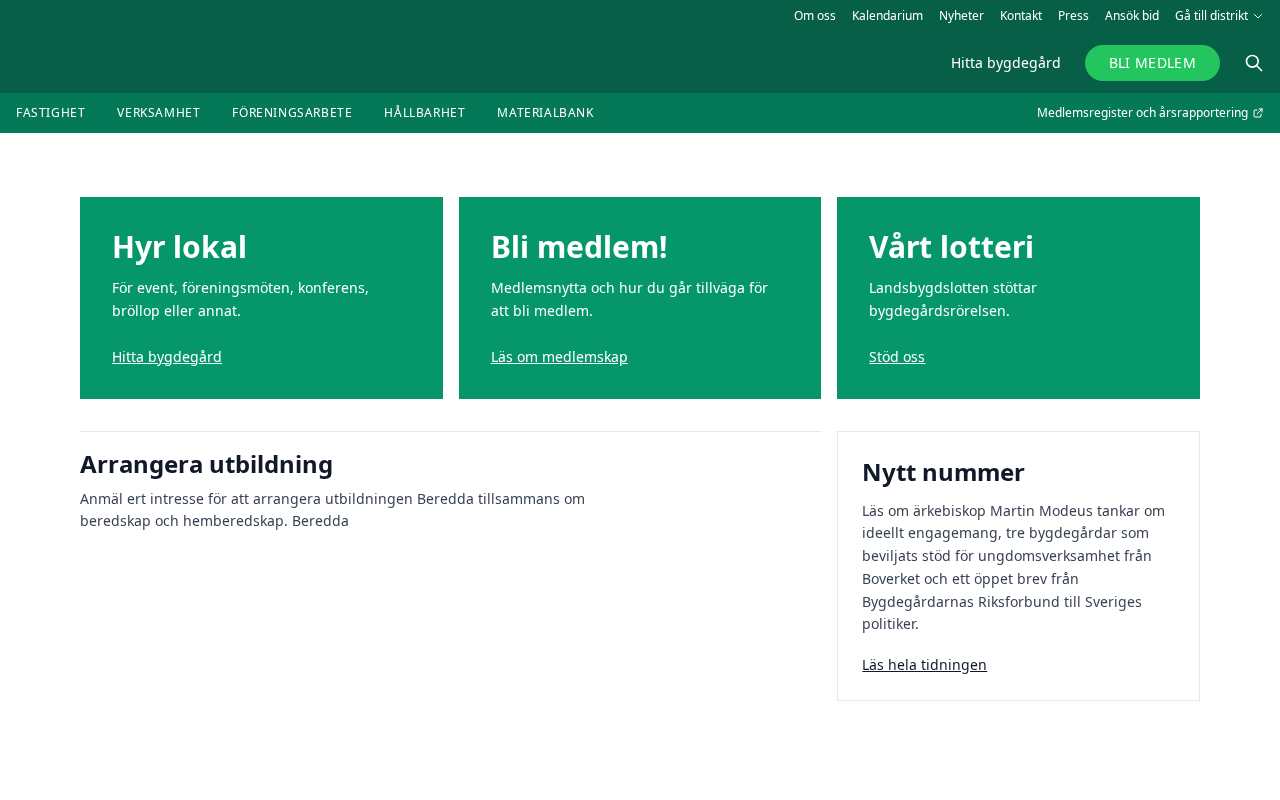 Om oss Kalendarium Nyheter Kontakt Press Ansök bid Gå till distrikt
Hitta bygdegård BLI MEDLEM
FASTIGHET VERKSAMHET FÖRENINGSARBETE HÅLLBARHET MATERIALBANK Medlemsregister och årsrapportering
Hyr lokal
För event, föreningsmöten, konferens,
bröllop eller annat.
Hitta bygdegård
Bli medlem!
Medlemsnytta och hur du går tillväga för
att bli medlem.
Läs om medlemskap
Vårt lotteri
Landsbygdslotten stöttar
bygdegårdsrörelsen.
Stöd oss
Arrangera utbildning
Anmäl ert intresse för att arrangera utbildningen Beredda tillsammans om
beredskap och hemberedskap. Beredda
Nytt nummer
Läs om ärkebiskop Martin Modeus tankar om
ideellt engagemang, tre bygdegårdar som
beviljats stöd för ungdomsverksamhet från
Boverket och ett öppet brev från
Bygdegårdarnas Riksforbund till Sveriges
politiker.
Läs hela tidningen